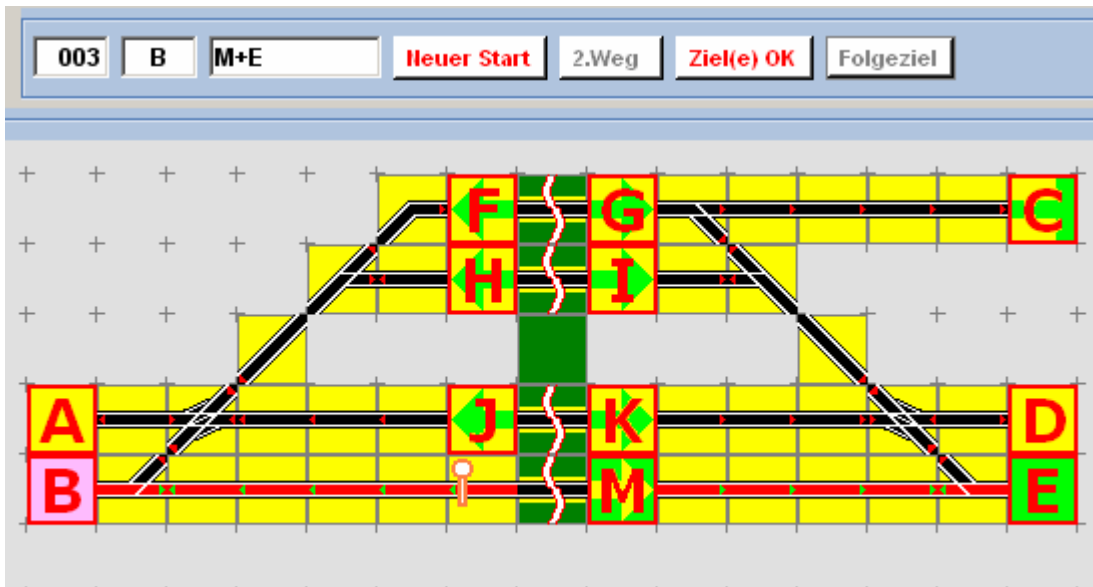 003 B M+E Neuer Start 2.Weg Ziel(e) OK Folgeziel
F G C
H I
A J K D
B M E